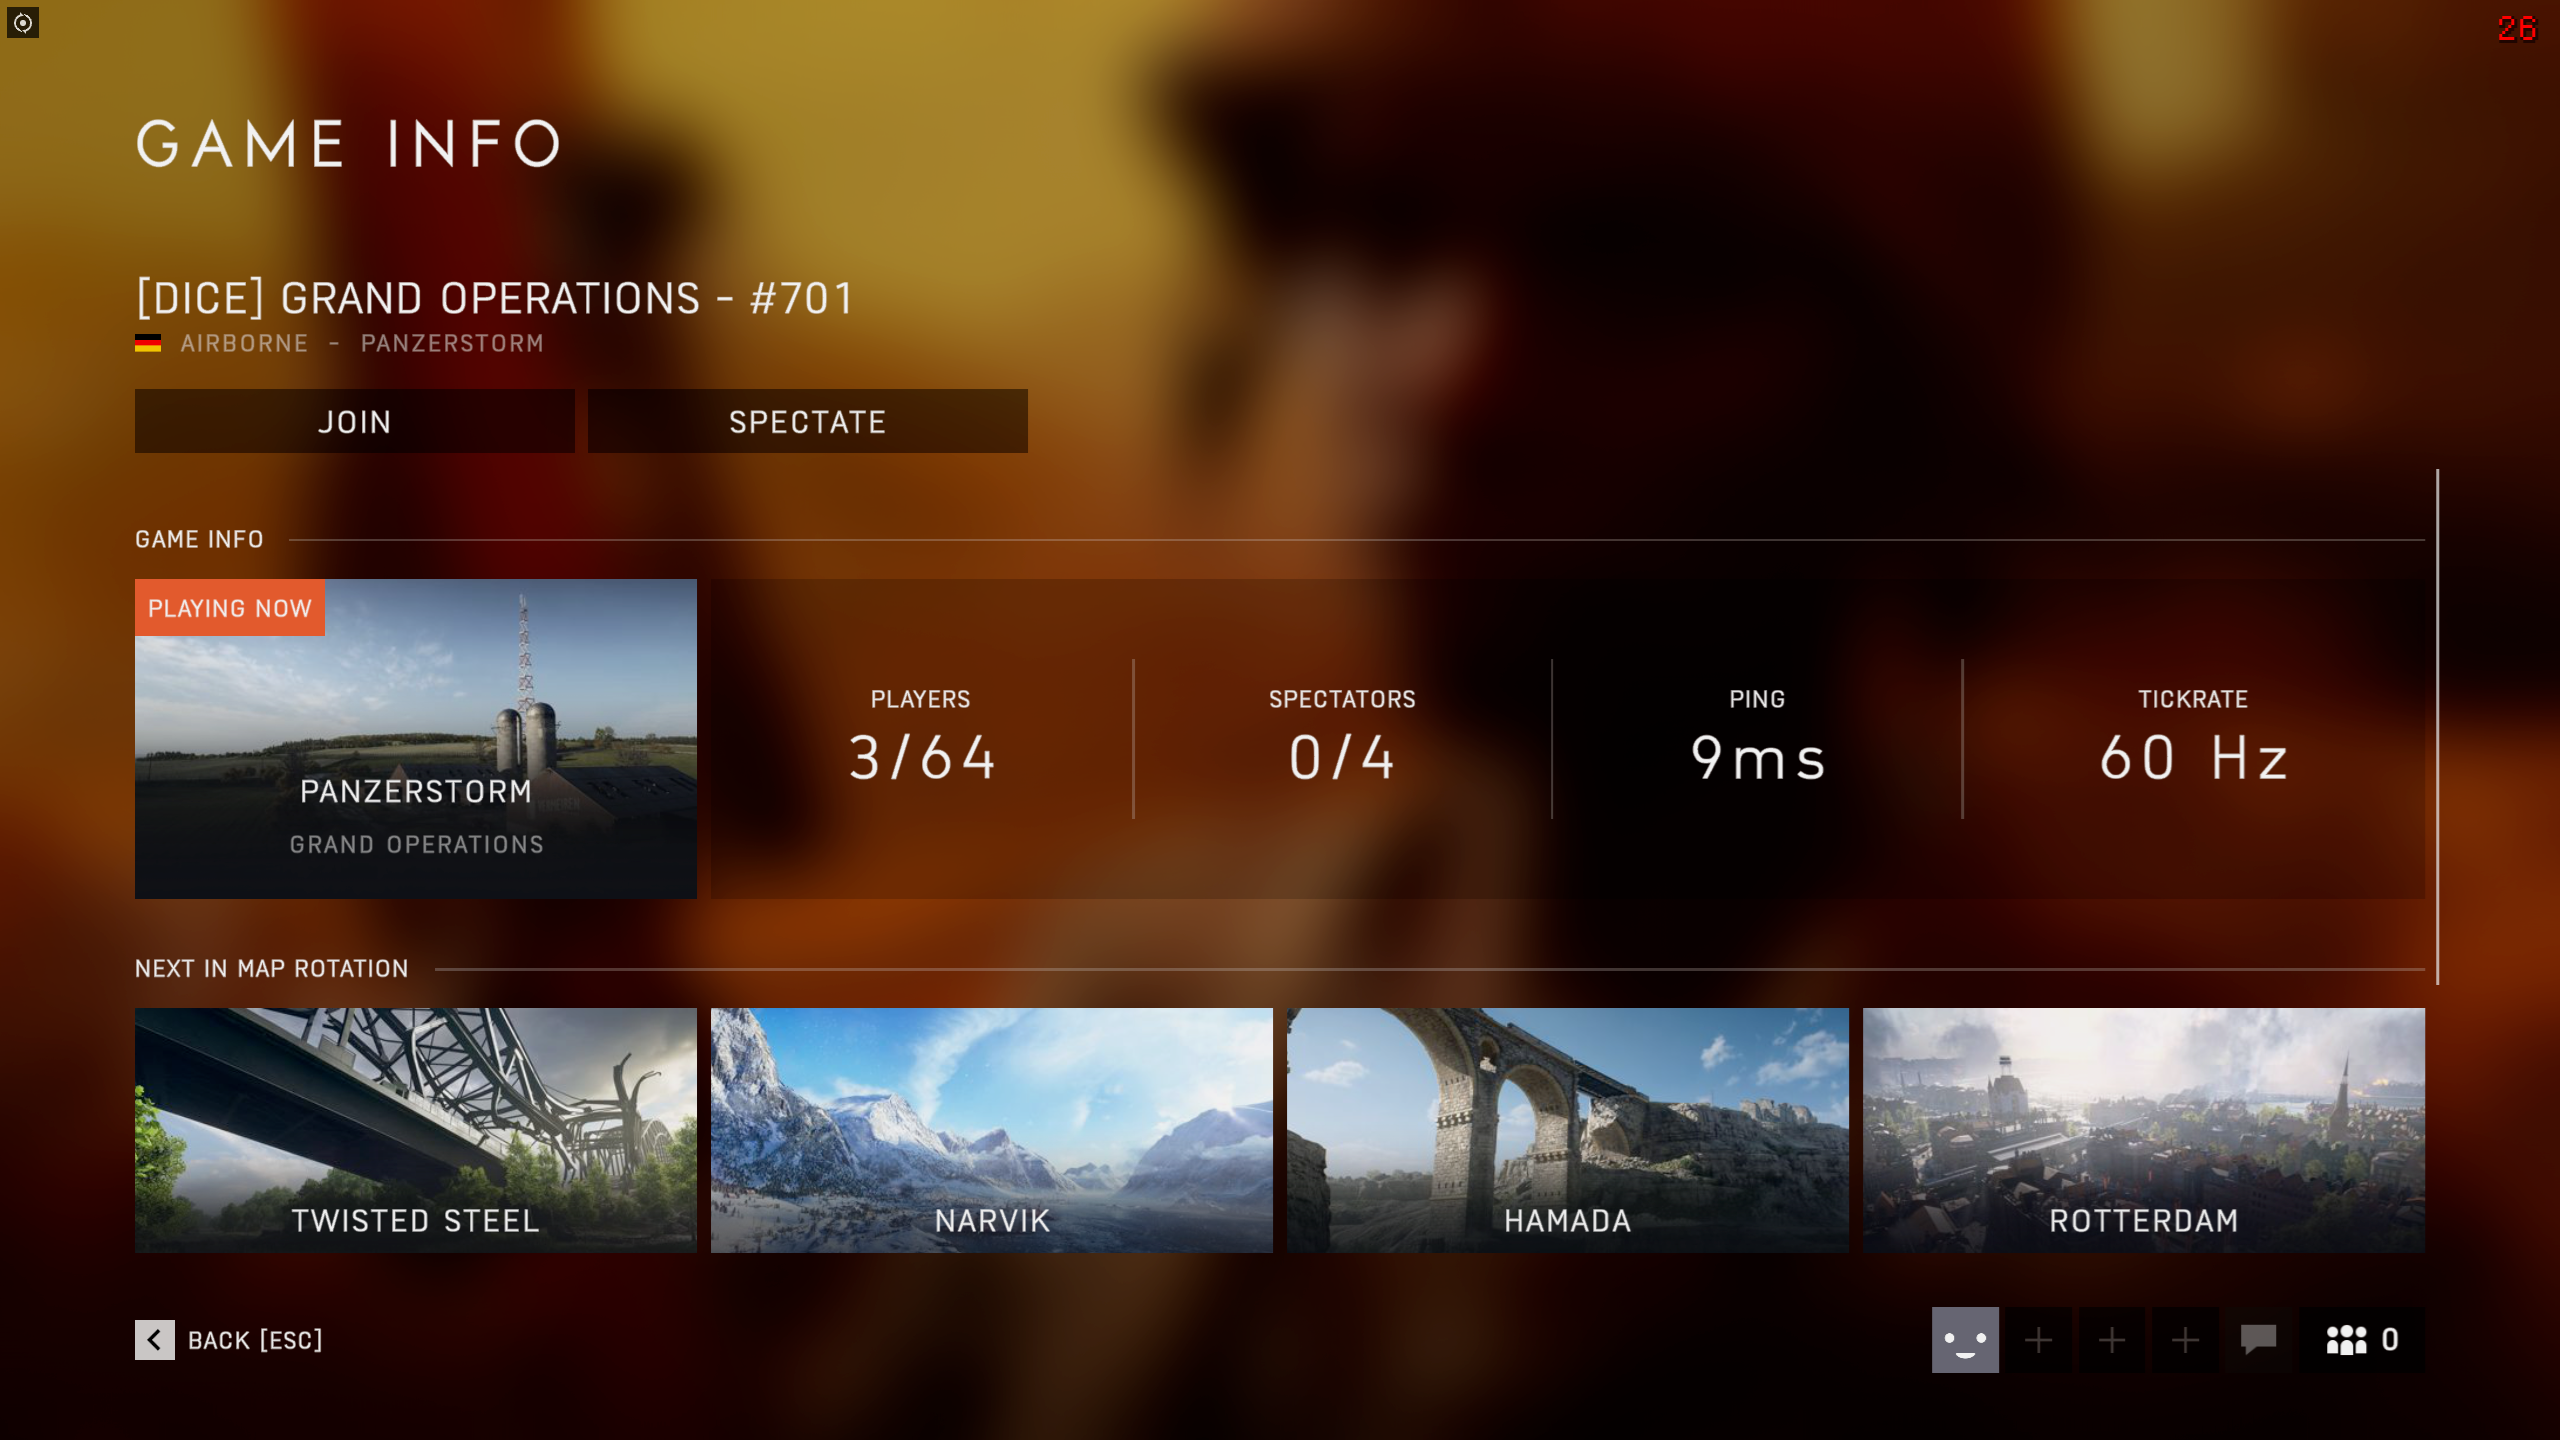 26
GAME INFO
[DICE] GRAND OPERATIONS - #701
AIRBORNE - PANZERSTORM
JOIN
SPECTATE
GAME INFO
PLAYING NOW
PANZERSTORM
GRAND OPERATIONS
PLAYERS
3/64
SPECTATORS
0/4
PING
9ms
TICKRATE
60 Hz
NEXT IN MAP ROTATION
TWISTED STEEL
NARVIK
HAMADA
ROTTERDAM
BACK [ESC]
0